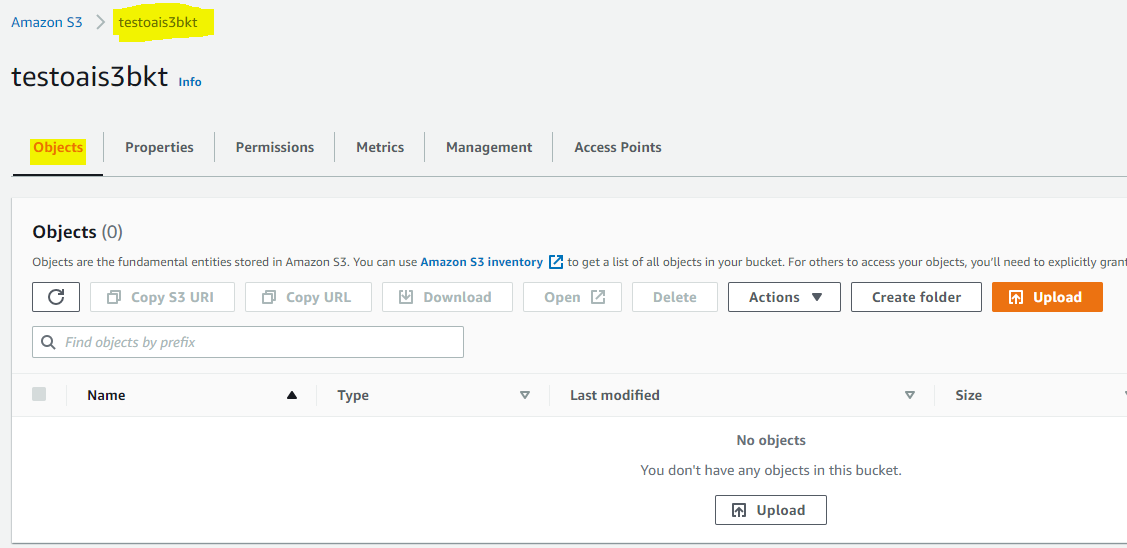 Amazon S3 > testoais3bkt
testoais3bkt Info
Objects Properties Permissions Metrics Management Access Points
Objects (0)
Objects are the fundamental entities stored in Amazon S3. You can use Amazon S3 inventory to get a list of all objects in your bucket. For others to access your objects, you'll need to explicitly grant
Copy S3 URI Copy URL Download Open Delete Actions Create folder Upload
Find objects by prefix
Name Type Last modified Size
No objects
You don't have any objects in this bucket.
Upload